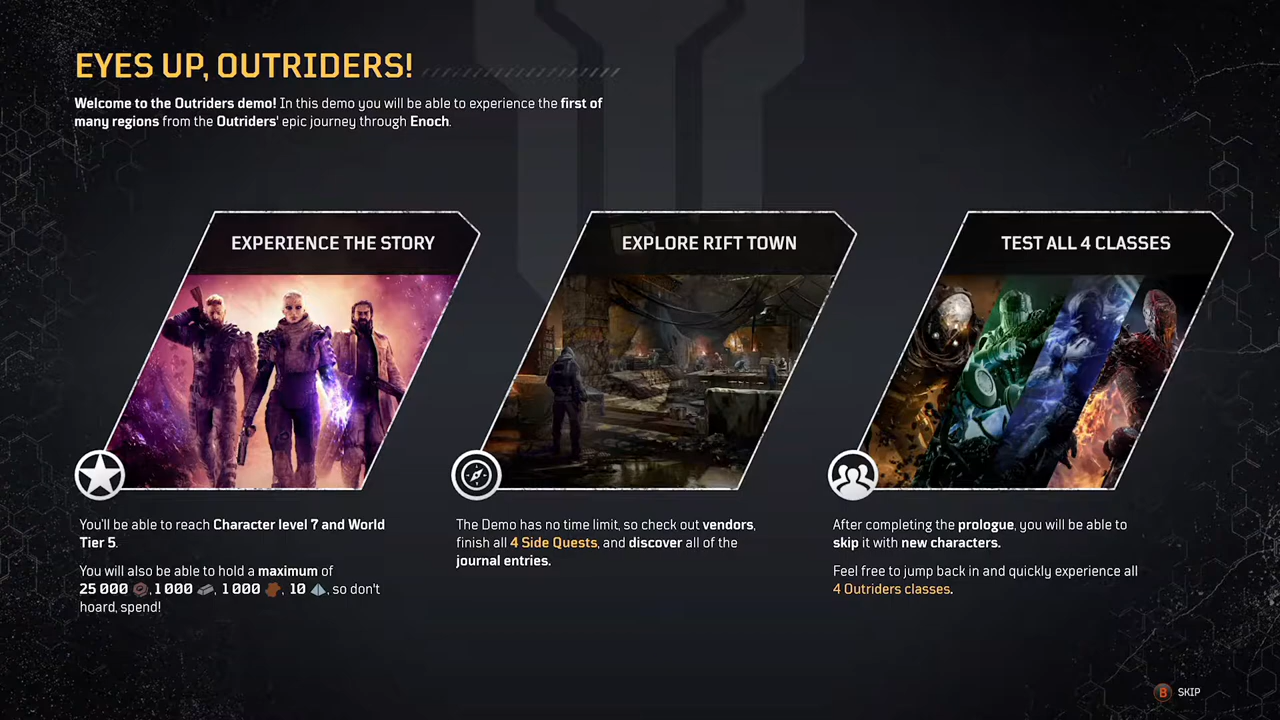 EYES UP, OUTRIDERS!
Welcome to the Outriders demo! In this demo you will be able to experience the first of
many regions from the Outriders' epic journey through Enoch.
EXPERIENCE THE STORY
You'll be able to reach Character level 7 and World
Tier 5.
You will also be able to hold a maximum of
25 000 , 1 000 , 1 000 , 10 , so don't
hoard, spend!
EXPLORE RIFT TOWN
The Demo has no time limit, so check out vendors,
finish all 4 Side Quests, and discover all of the
journal entries.
TEST ALL 4 CLASSES
After completing the prologue, you will be able to
skip it with new characters.
Feel free to jump back in and quickly experience all
4 Outriders classes.
B SKIP